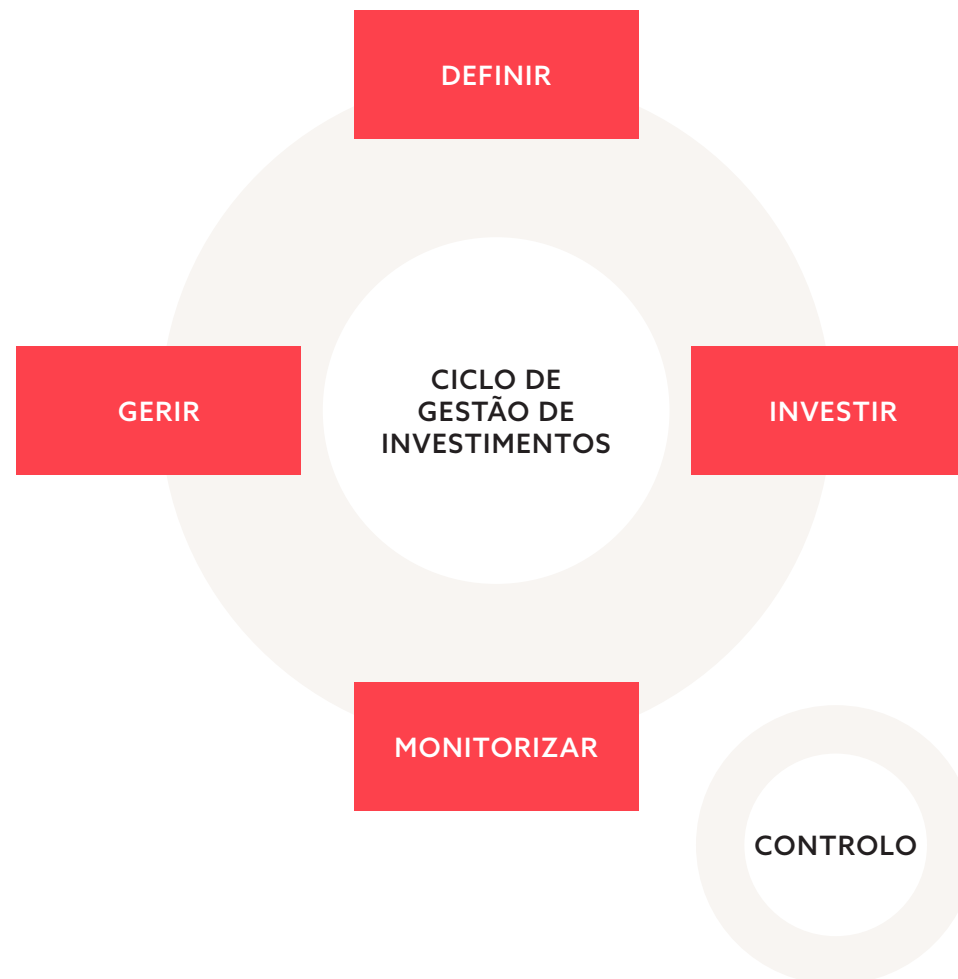 DEFINIR
GERIR
CICLO DE
GESTÃO DE
INVESTIMENTOS
INVESTIR
MONITORIZAR
CONTROLO